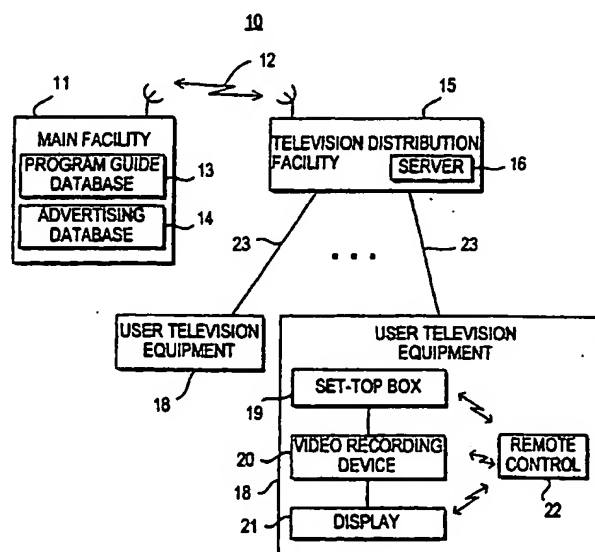 10
12
11
15
MAIN FACILITY
PROGRAM GUIDE
DATABASE
13
ADVERTISING
DATABASE
14
TELEVISION DISTRIBUTION
FACILITY
SERVER
16
23
. . .
23
USER TELEVISION
EQUIPMENT
18
USER TELEVISION
EQUIPMENT
SET-TOP BOX
19
VIDEO RECORDING
DEVICE
20
18
REMOTE
CONTROL
22
DISPLAY
21